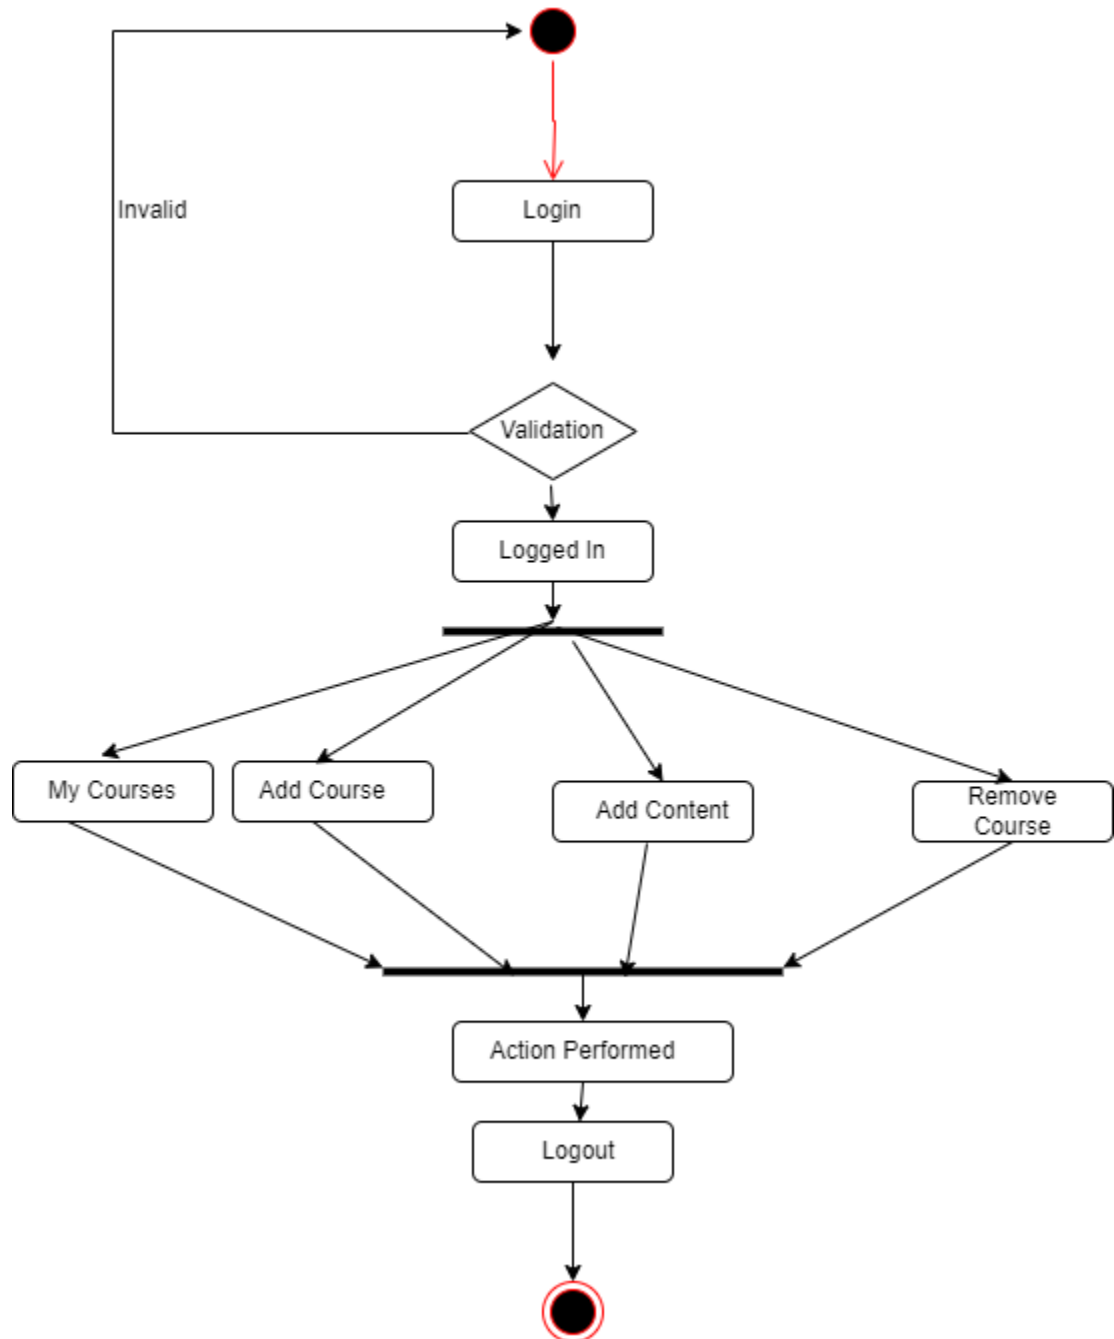 Invalid
Login
Validation
Logged In
My Courses
Add Course
Add Content
Remove
Course
Action Performed
Logout